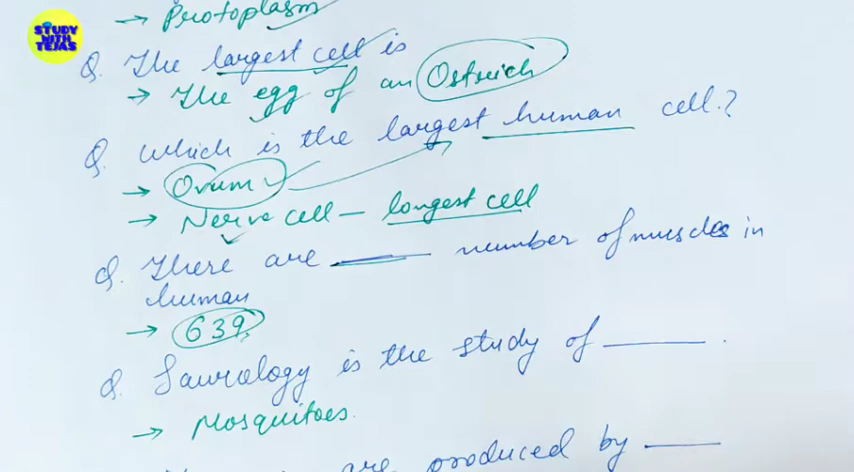 STUDY
WITH
TEJAS
→ Protoplasm
Q. The largest cell is
→ The egg of an Ostrich
Q. Which is the largest human cell?
→ Ovum
→ Nerve cell – longest cell
Q. There are ____ number of muscles in
human
→ 639
Q. Saurology is the study of ____.
→ Mosquitoes.
are produced by ____